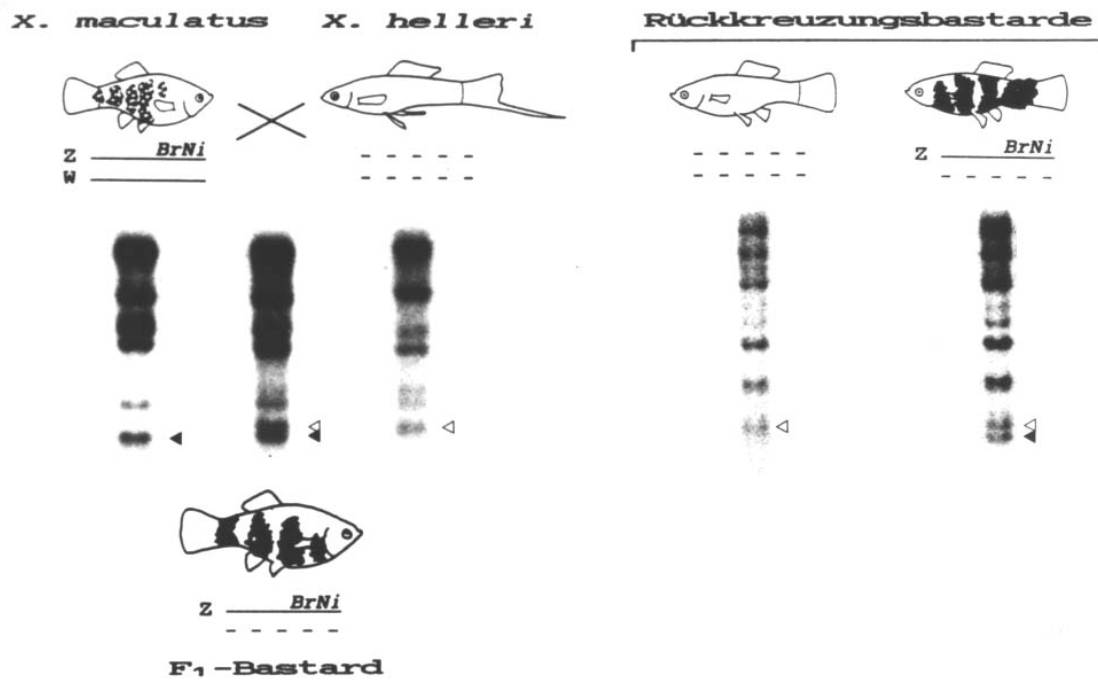 X. maculatus X. helleri Rückkreuzungsbastarde
Z BrNi
W
Z BrNi
Z BrNi
F1-Bastard